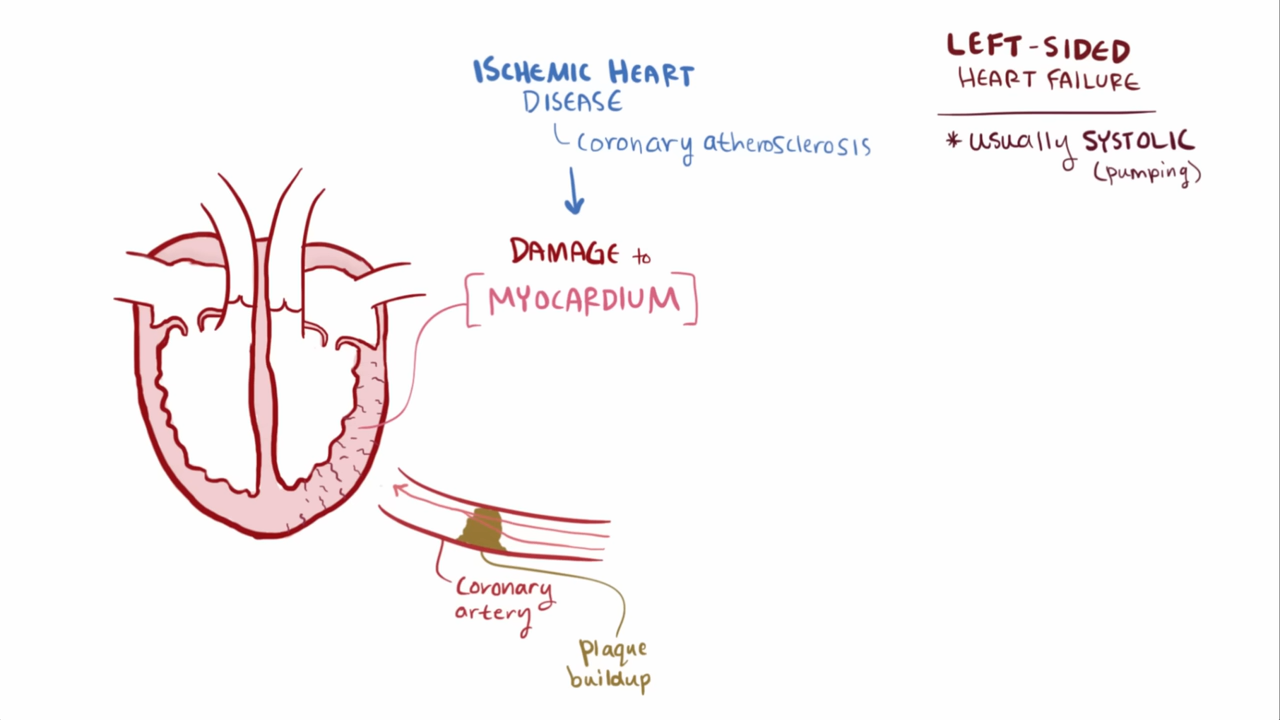 ISCHEMIC HEART
DISEASE
coronary atherosclerosis
DAMAGE to
[MYOCARDIUM]
coronary
artery
plaque
buildup
LEFT-SIDED
HEART FAILURE
* usually SYSTOLIC
(pumping)